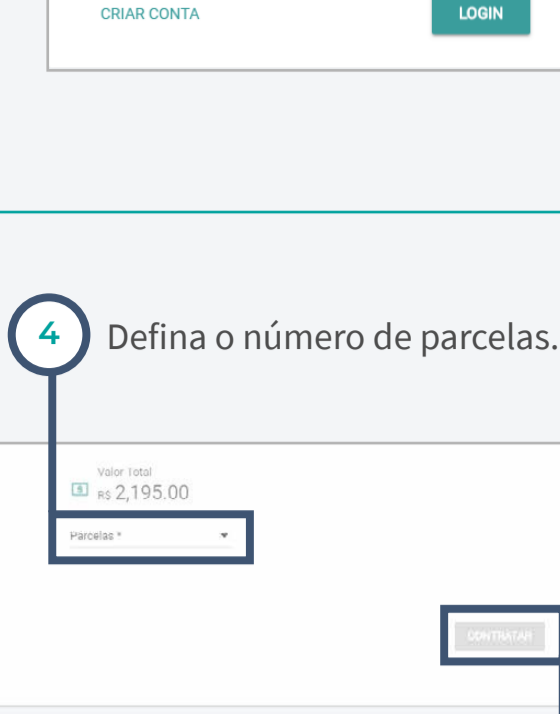 CRIAR CONTA
LOGIN
4
Defina o número de parcelas.
Valor Total
R$ 2,195.00
Parcelas *
CONTRATAR